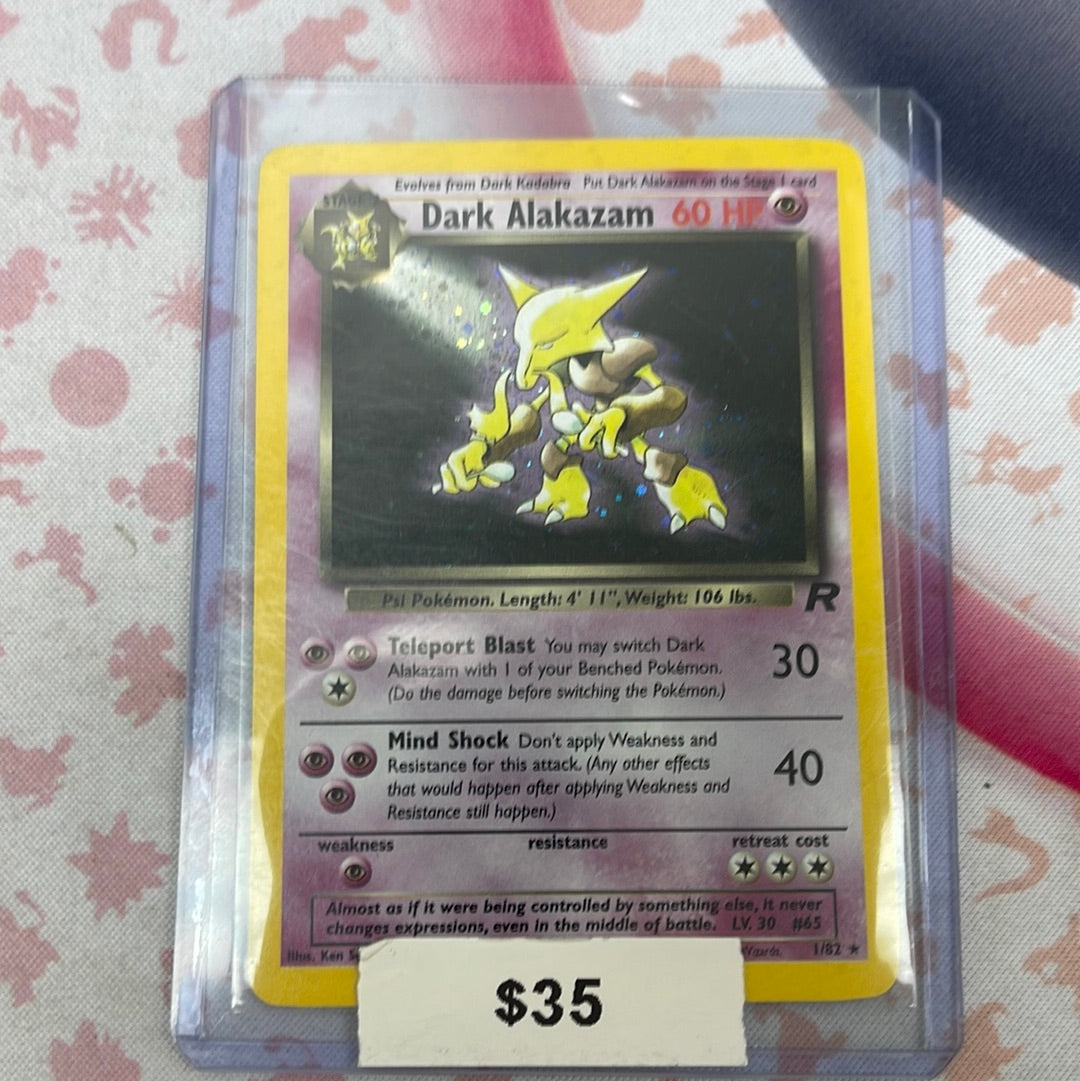 Evolves from Dark Kadabra Put Dark Alakazam on the Stage 1 card
STAGE
Dark Alakazam 60 HP
Psi Pokémon. Length: 4' 11", Weight: 106 lbs.
R
Teleport Blast You may switch Dark
Alakazam with 1 of your Benched Pokémon.
(Do the damage before switching the Pokémon.)
30
Mind Shock Don't apply Weakness and
Resistance for this attack. (Any other effects
that would happen after applying Weakness and
Resistance still happen.)
40
weakness resistance retreat cost
Almost as if it were being controlled by something else, it never
changes expressions, even in the middle of battle. LV. 30 #65
Illus. Ken Wizards. 1/82 ★
$35